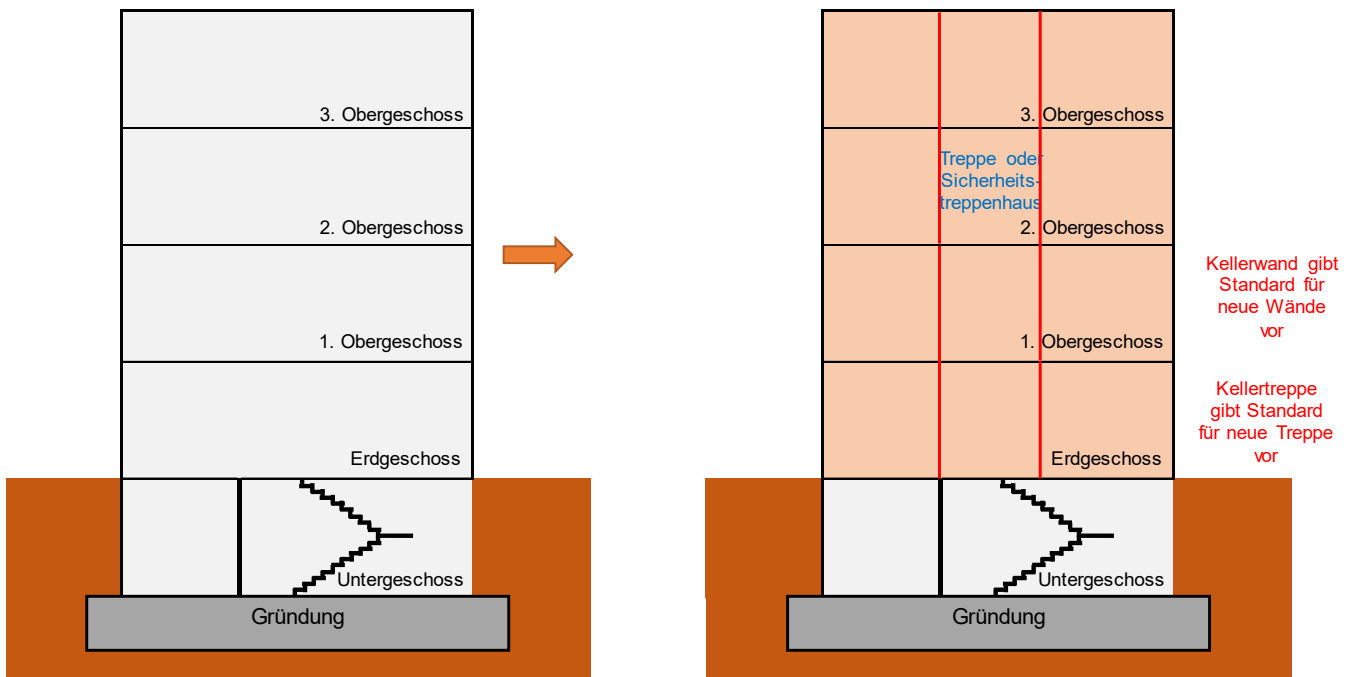 3. Obergeschoss
2. Obergeschoss
1. Obergeschoss
Erdgeschoss
Untergeschoss
Gründung
3. Obergeschoss
Treppe oder
Sicherheits-
treppenhaus
2. Obergeschoss
1. Obergeschoss
Erdgeschoss
Untergeschoss
Gründung
Kellerwand gibt
Standard für
neue Wände
vor
Kellertreppe
gibt Standard
für neue Treppe
vor